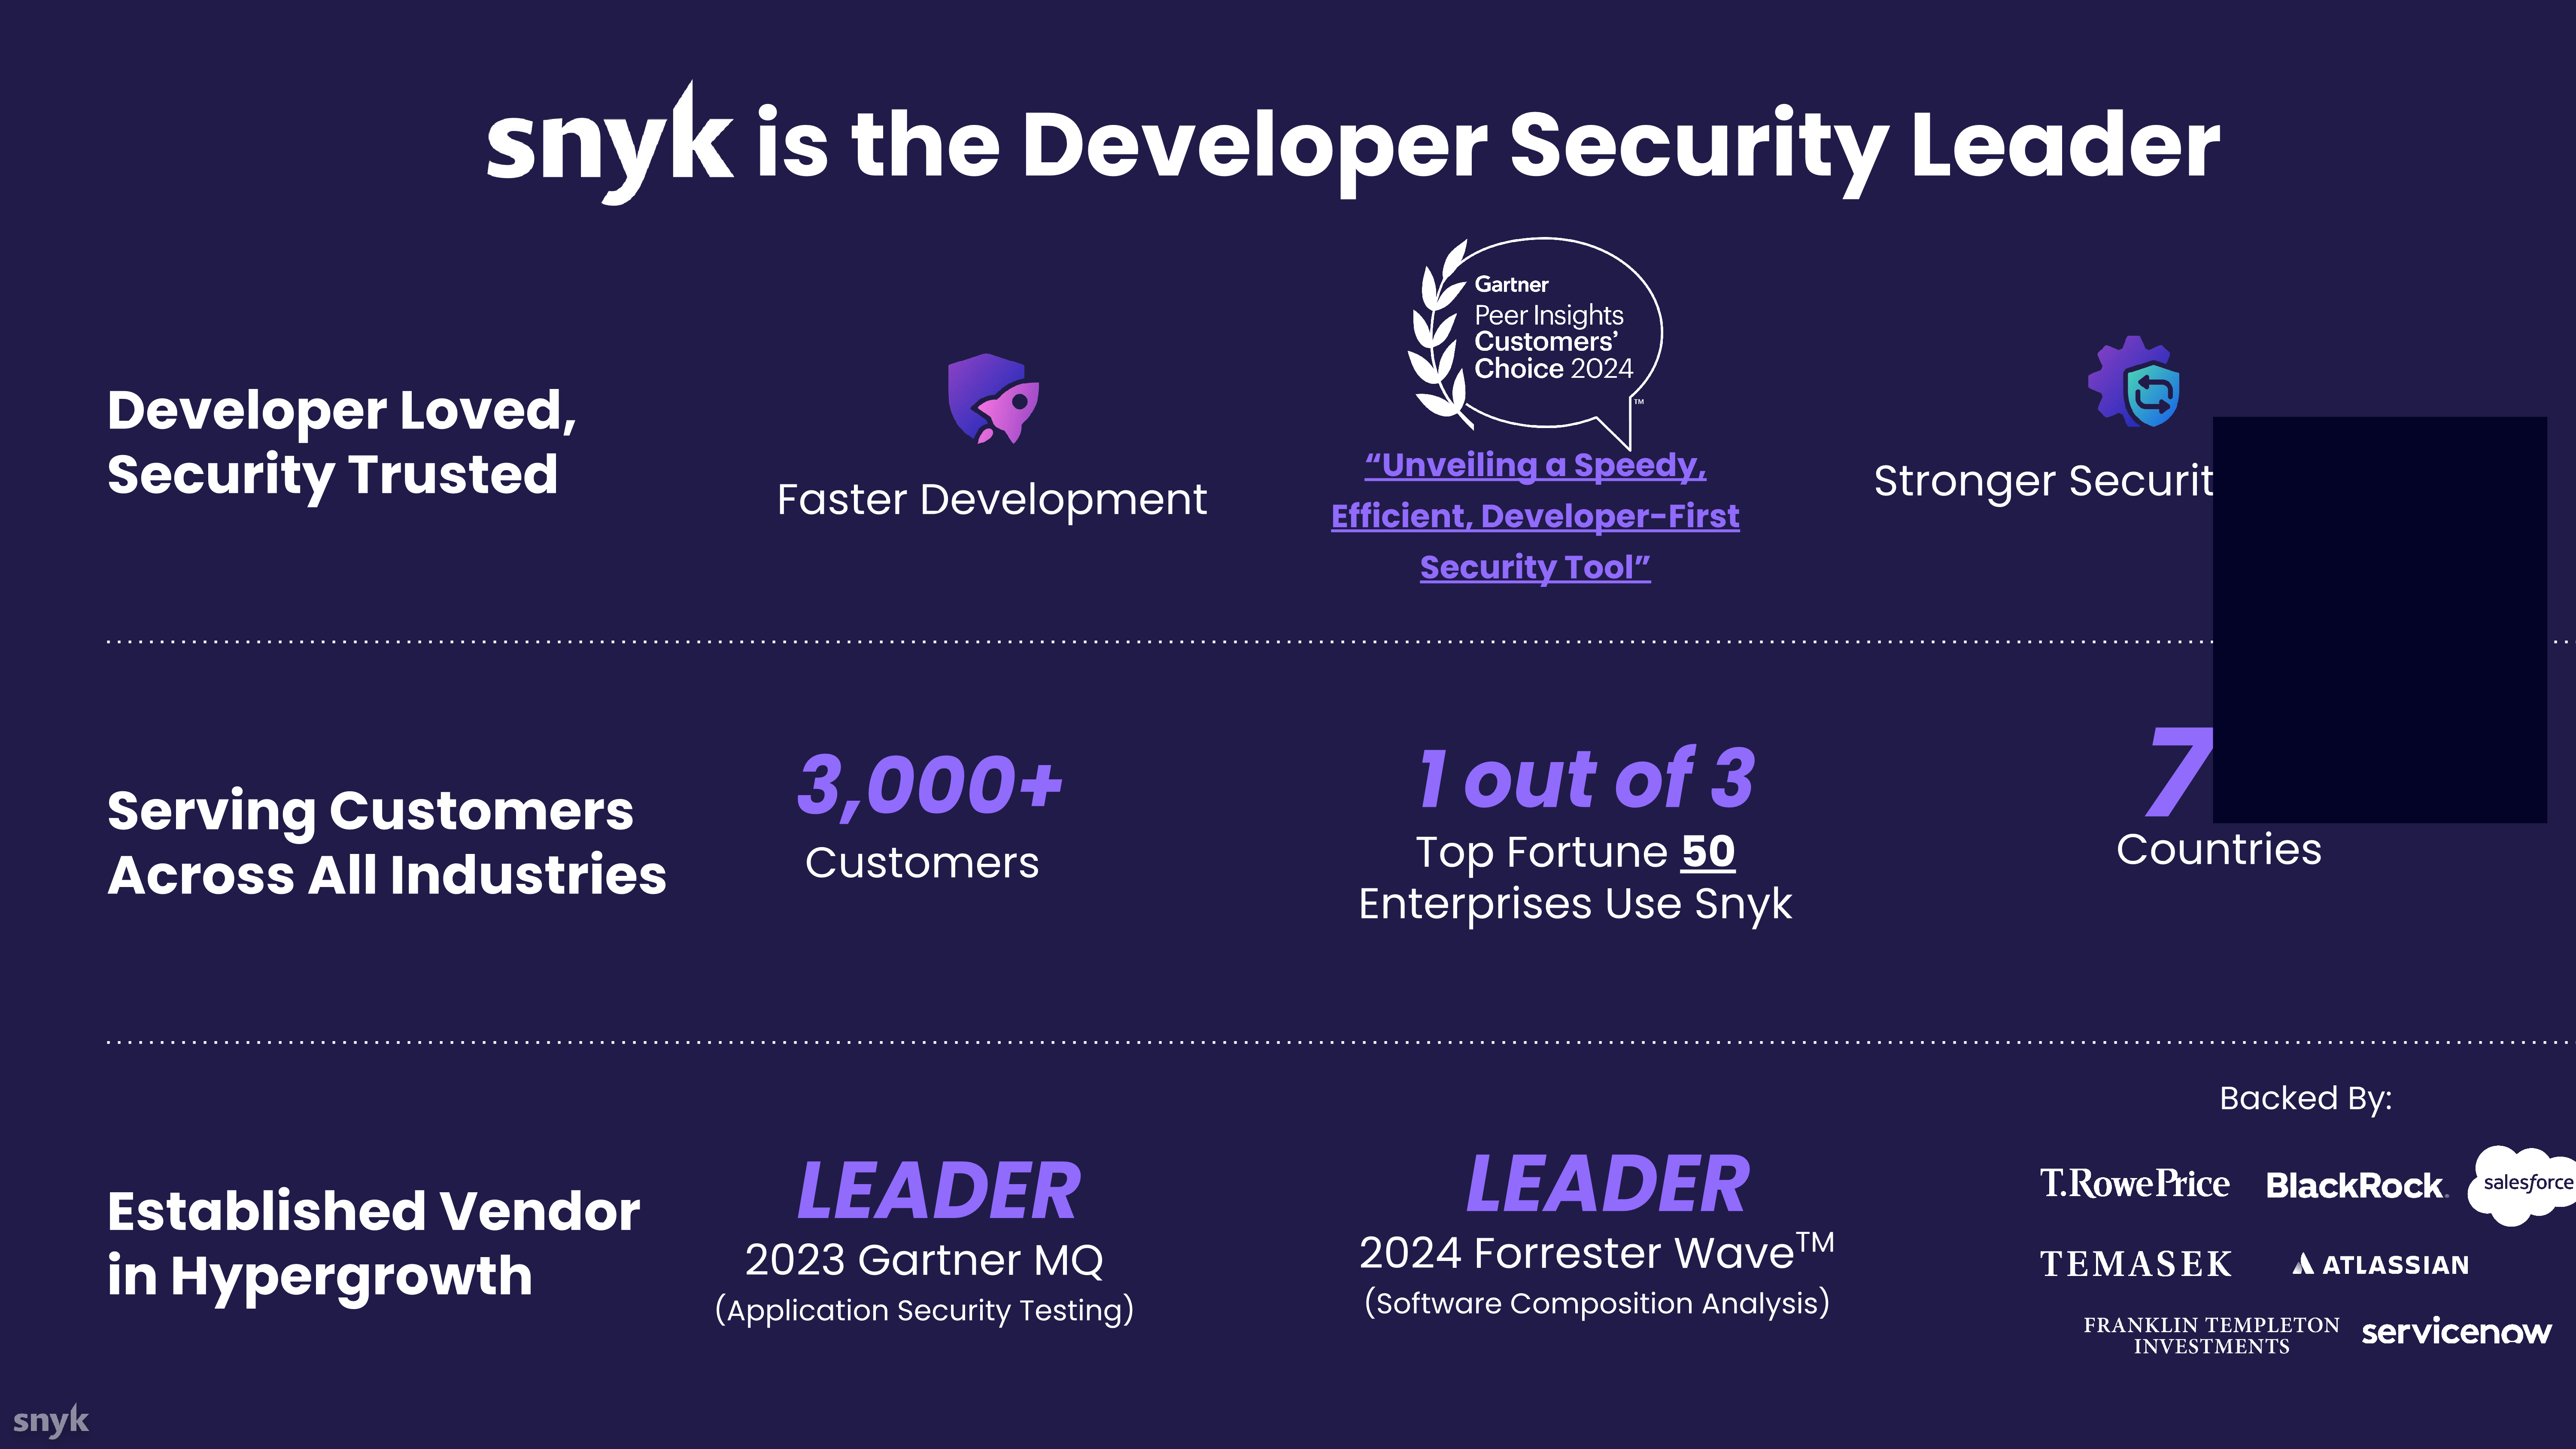 snyk is the Developer Security Leader
Developer Loved,
Security Trusted
Faster Development
Gartner
Peer Insights
Customers’
Choice 2024
TM
“Unveiling a Speedy,
Efficient, Developer-First
Security Tool”
Stronger
Serving Customers
Across All Industries
3,000+
Customers
1 out of 3
Top Fortune 50
Enterprises Use Snyk
Countries
Established Vendor
in Hypergrowth
LEADER
2023 Gartner MQ
(Application Security Testing)
LEADER
2024 Forrester Wave™
(Software Composition Analysis)
Backed By:
T.RowePrice
BlackRock.
salesforce
TEMASEK
ATLASSIAN
FRANKLIN TEMPLETON
INVESTMENTS
servicenow
snyk